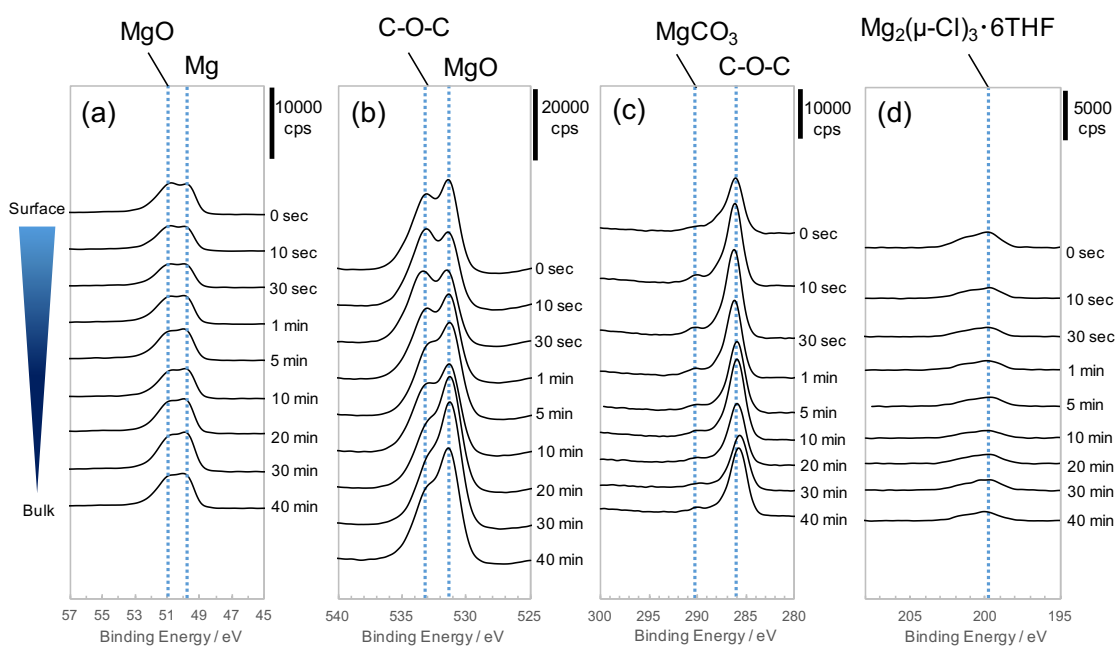 MgO
Mg
C-O-C
MgO
MgCO3
C-O-C
Mg2(μ-Cl)3・6THF
(a)
10000
cps
Surface
Bulk
0 sec
10 sec
30 sec
1 min
5 min
10 min
20 min
30 min
40 min
57 55 53 51 49 47 45
Binding Energy / eV
(b)
20000
cps
0 sec
10 sec
30 sec
1 min
5 min
10 min
20 min
30 min
40 min
540 535 530 525
Binding Energy / eV
(c)
10000
cps
0 sec
10 sec
30 sec
1 min
5 min
10 min
20 min
30 min
40 min
300 295 290 285 280
Binding Energy / eV
(d)
5000
cps
0 sec
10 sec
30 sec
1 min
5 min
10 min
20 min
30 min
40 min
205 200 195
Binding Energy / eV